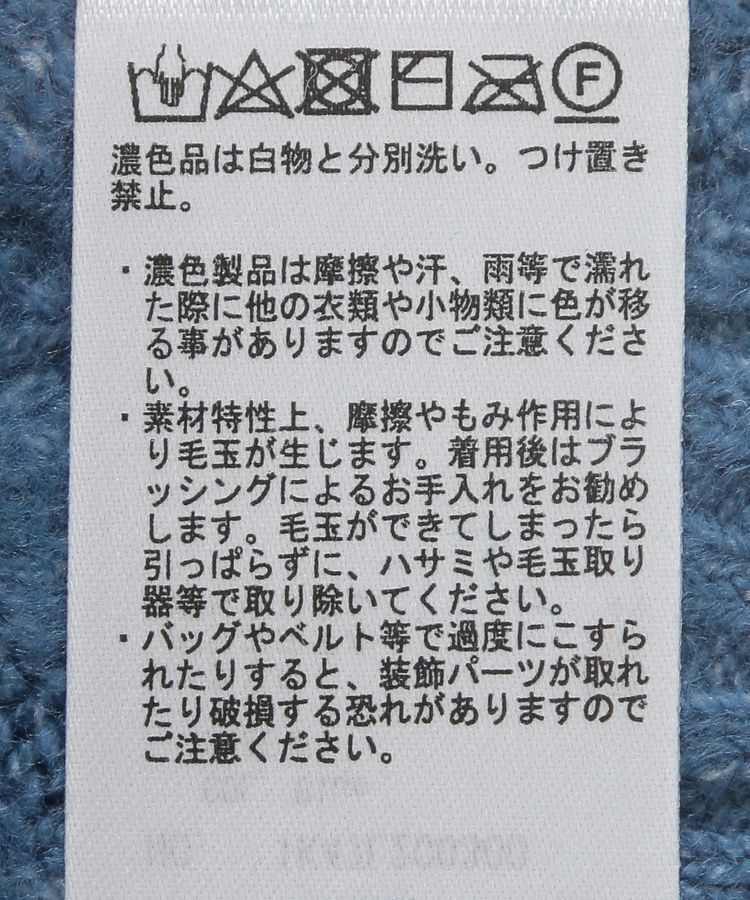 F
濃色品は白物と分別洗い。つけ置き
禁止。
・濃色製品は摩擦や汗、雨等で濡れ
た際に他の衣類や小物類に色が移
る事がありますのでご注意くださ
い。
・素材特性上、摩擦やもみ作用によ
り毛玉が生じます。着用後はブラ
ッシングによるお手入れをお勧め
します。毛玉ができてしまったら
引っぱらずに、ハサミや毛玉取り
器等で取り除いてください。
・バッグやベルト等で過度にこすら
れたりすると、装飾パーツが取れ
たり破損する恐れがありますので
ご注意ください。